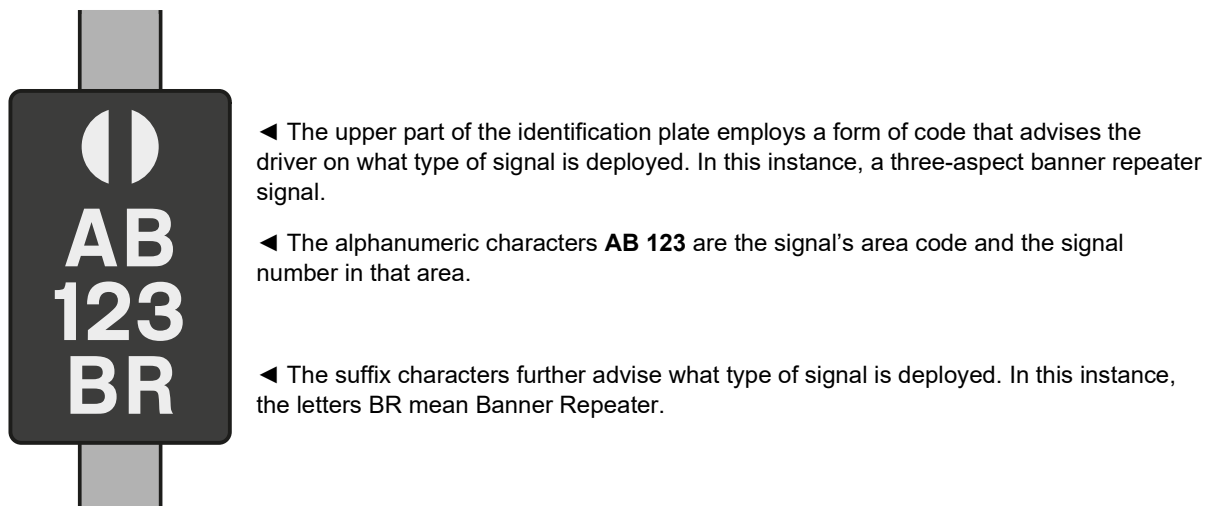 AB
123
BR
◄ The upper part of the identification plate employs a form of code that advises the
driver on what type of signal is deployed. In this instance, a three-aspect banner repeater
signal.
◄ The alphanumeric characters AB 123 are the signal’s area code and the signal
number in that area.
◄ The suffix characters further advise what type of signal is deployed. In this instance,
the letters BR mean Banner Repeater.